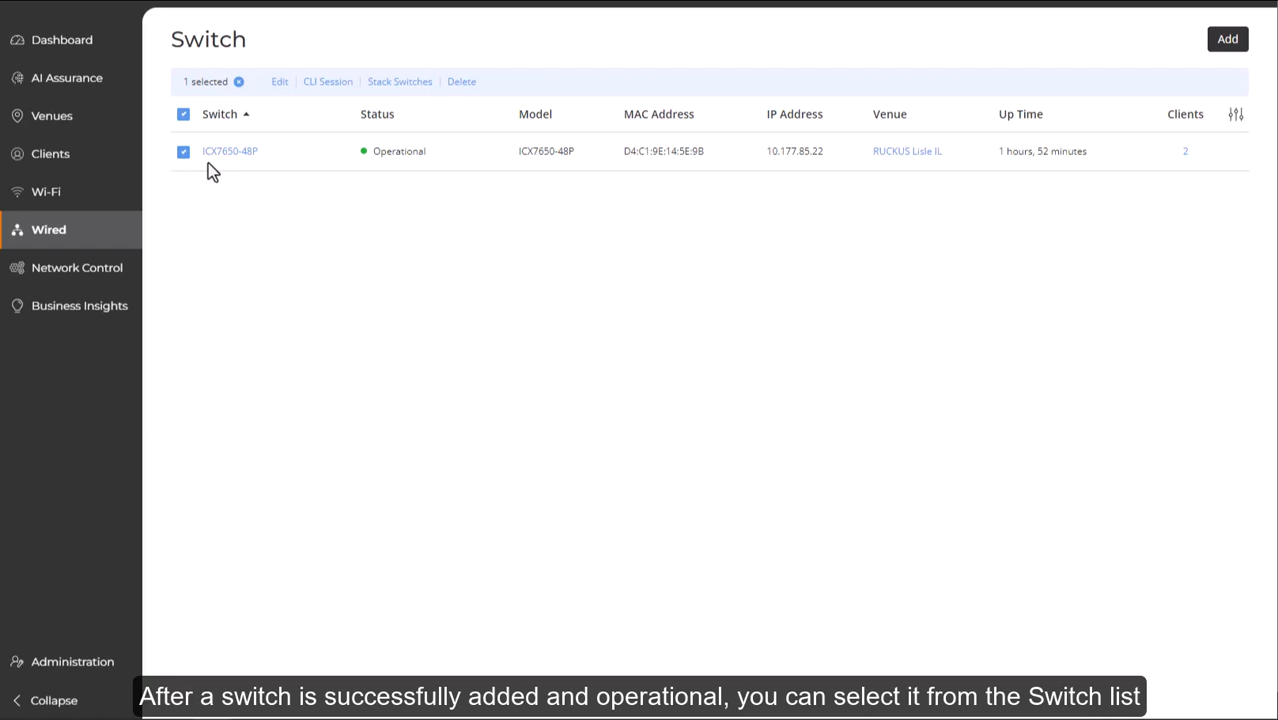 Dashboard
AI Assurance
Venues
Clients
Wi-Fi
Wired
Network Control
Business Insights
Administration
Collapse
Switch
Add
1 selected Edit CLI Session Stack Switches Delete
Switch Status Model MAC Address IP Address Venue Up Time Clients
ICX7650-48P Operational ICX7650-48P D4:C1:9E:14:5E:9B 10.177.85.22 RUCKUS Lisle IL 1 hours, 52 minutes 2
After a switch is successfully added and operational, you can select it from the Switch list